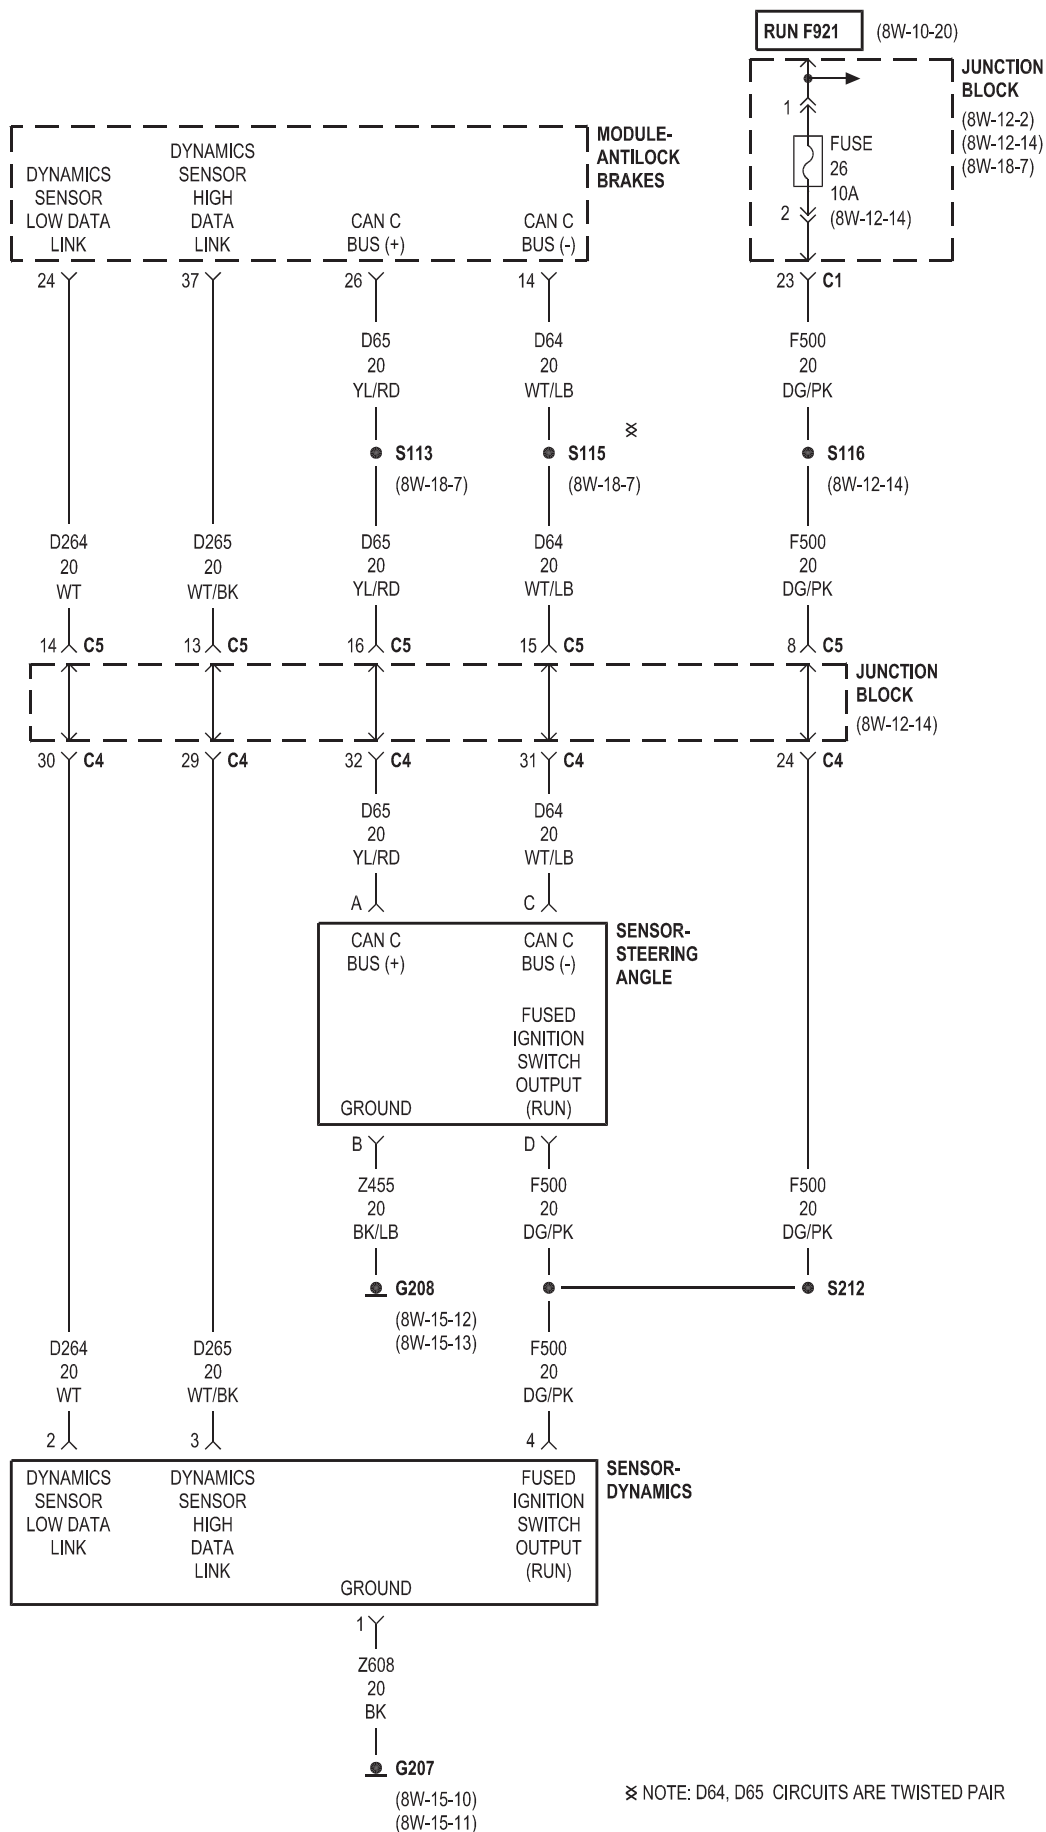 RUN F921 (8W-10-20)
JUNCTION
BLOCK
(8W-12-2)
(8W-12-14)
(8W-18-7)
1
FUSE
26
10A
(8W-12-14)
2
MODULE-
ANTILOCK
BRAKES
DYNAMICS
SENSOR
LOW DATA
LINK
DYNAMICS
SENSOR
HIGH
DATA
LINK
CAN C
BUS (+)
CAN C
BUS (-)
24 37 26 14 23 C1
D65 D64 F500
20 20 20
YL/RD WT/LB DG/PK
S113 S115 S116
(8W-18-7) (8W-18-7) (8W-12-14)
D264 D265 D65 D64 F500
20 20 20 20 20
WT WT/BK YL/RD WT/LB DG/PK
14 C5 13 C5 16 C5 15 C5 8 C5
JUNCTION
BLOCK
(8W-12-14)
30 C4 29 C4 32 C4 31 C4 24 C4
D65 D64
20 20
YL/RD WT/LB
A C
SENSOR-
STEERING
ANGLE
CAN C
BUS (+)
CAN C
BUS (-)
FUSED
IGNITION
SWITCH
OUTPUT
(RUN)
GROUND
B D
Z455 F500 F500
20 20 20
BK/LB DG/PK DG/PK
G208 S212
(8W-15-12)
(8W-15-13)
D264 D265 F500
20 20 20
WT WT/BK DG/PK
2 3 4
SENSOR-
DYNAMICS
DYNAMICS
SENSOR
LOW DATA
LINK
DYNAMICS
SENSOR
HIGH
DATA
LINK
FUSED
IGNITION
SWITCH
OUTPUT
(RUN)
GROUND
1
Z608
20
BK
G207
(8W-15-10)
(8W-15-11)
NOTE: D64, D65 CIRCUITS ARE TWISTED PAIR